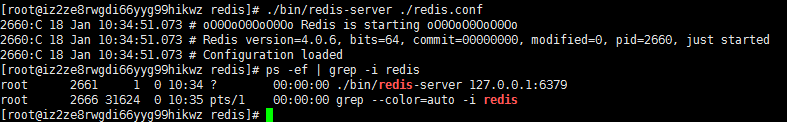 [root@iz2ze8rwgdi66yyg99hikwz redis]# ./bin/redis-server ./redis.conf
2660:C 18 Jan 10:34:51.073 # oO0OoO0OoO0Oo Redis is starting oO0OoO0OoO0Oo
2660:C 18 Jan 10:34:51.073 # Redis version=4.0.6, bits=64, commit=00000000, modified=0, pid=2660, just started
2660:C 18 Jan 10:34:51.073 # Configuration loaded
[root@iz2ze8rwgdi66yyg99hikwz redis]# ps -ef | grep -i redis
root      2661     1  0 10:34 ?        00:00:00 ./bin/redis-server 127.0.0.1:6379
root      2666 31624  0 10:35 pts/1    00:00:00 grep --color=auto -i redis
[root@iz2ze8rwgdi66yyg99hikwz redis]#